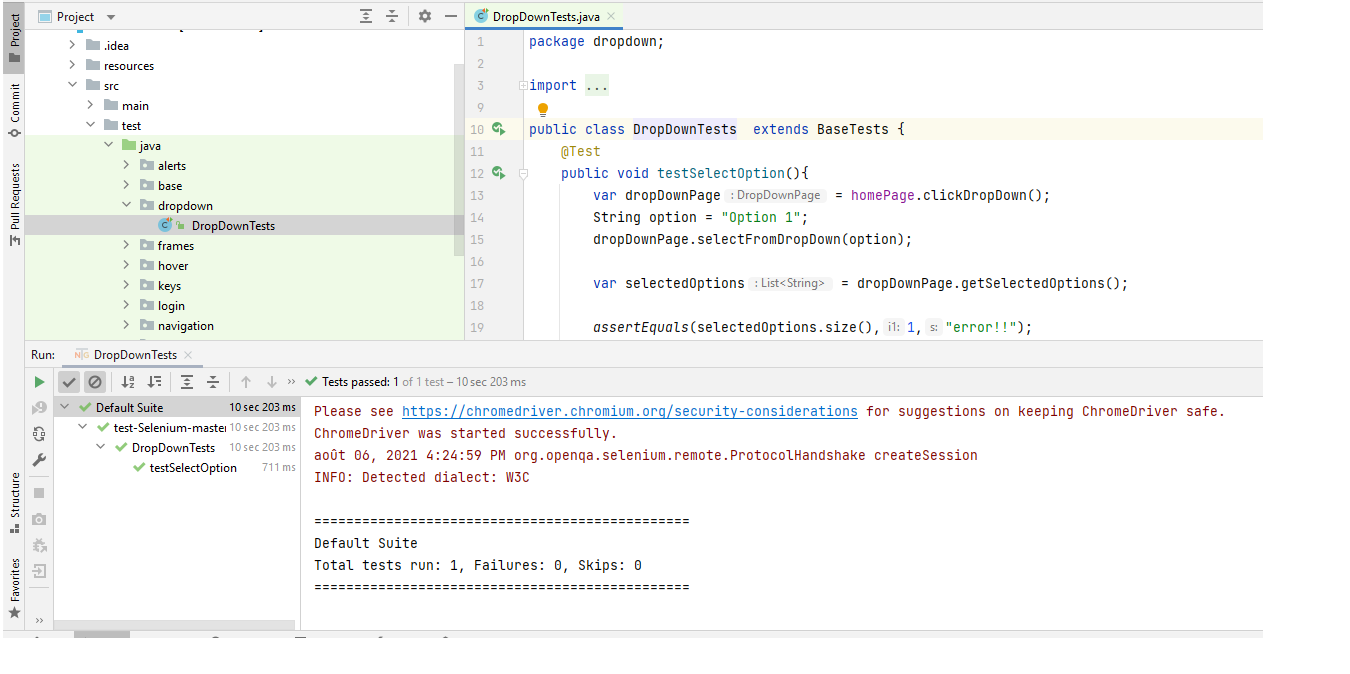 Project
DropDownTests.java
.idea
resources
src
main
test
java
alerts
base
dropdown
DropDownTests
frames
hover
keys
login
navigation
Project
Commit
Pull Requests
Structure
Favorites
1 package dropdown;
2
3 import ...
9
10 public class DropDownTests  extends BaseTests {
11 @Test
12 public void testSelectOption(){
13 var dropDownPage : DropDownPage = homePage.clickDropDown();
14 String option = "Option 1";
15 dropDownPage.selectFromDropDown(option);
16
17 var selectedOptions : List<String> = dropDownPage.getSelectedOptions();
18
19 assertEquals(selectedOptions.size(), i1: 1, s: "error!!");
Run: DropDownTests
Tests passed: 1 of 1 test – 10 sec 203 ms
Default Suite 10 sec 203 ms
test-Selenium-master 10 sec 203 ms
DropDownTests 10 sec 203 ms
testSelectOption 711 ms
Please see https://chromedriver.chromium.org/security-considerations for suggestions on keeping ChromeDriver safe.
ChromeDriver was started successfully.
août 06, 2021 4:24:59 PM org.openqa.selenium.remote.ProtocolHandshake createSession
INFO: Detected dialect: W3C
===============================================
Default Suite
Total tests run: 1, Failures: 0, Skips: 0
===============================================